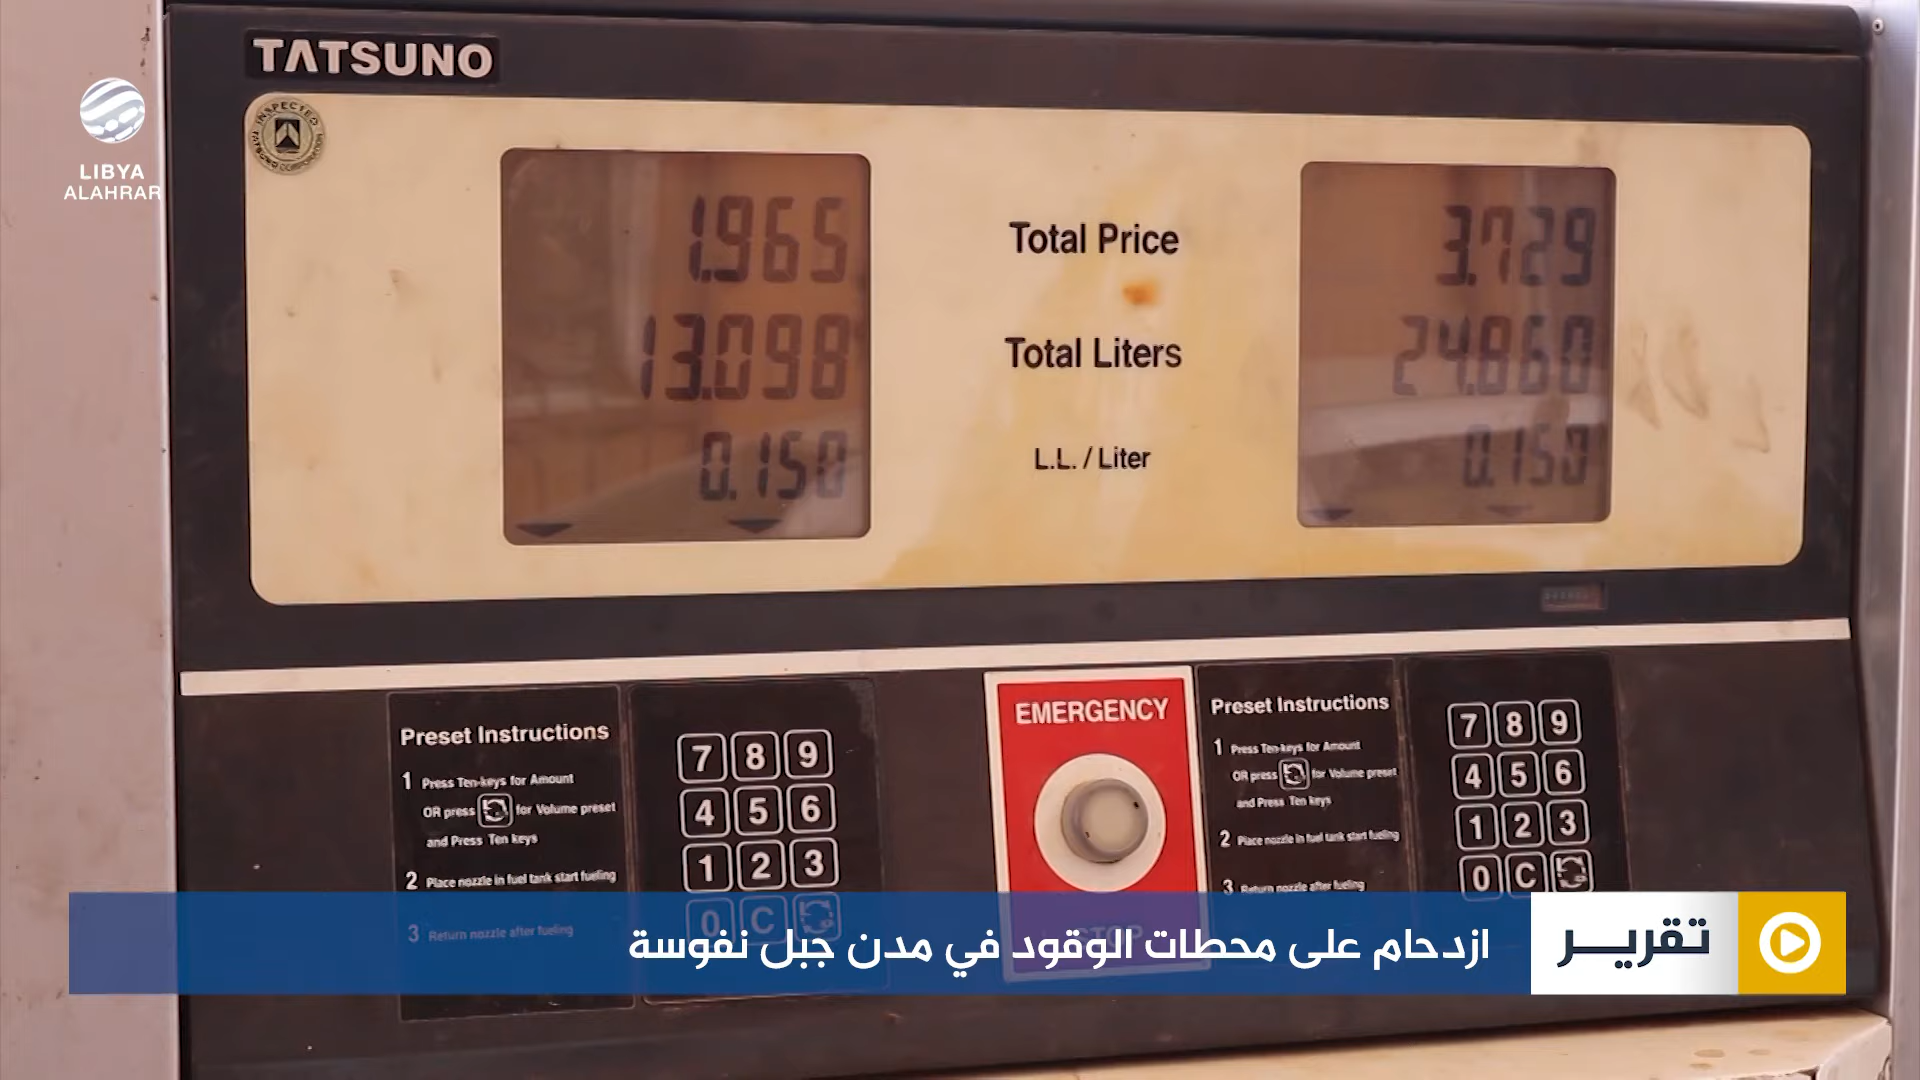 TATSUNO
LIBYA
ALAHRAR
INSPECTED
TATSUNO CORPORATION
1.965
Total Price
3.729
13.098
Total Liters
24.860
0.150
L.L. / Liter
0.150
Preset Instructions
1 Press Ten-keys for Amount
OR press for Volume preset
and Press Ten keys
2 Place nozzle in fuel tank start fueling
3 Return nozzle after fueling
7 8 9
4 5 6
1 2 3
0 C
EMERGENCY
STOP
Preset Instructions
1 Press Ten-keys for Amount
OR press for Volume preset
and Press Ten keys
2 Place nozzle in fuel tank start fueling
3 Return nozzle after fueling
7 8 9
4 5 6
1 2 3
0 C
تقرير
ازدحام على محطات الوقود في مدن جبل نفوسة